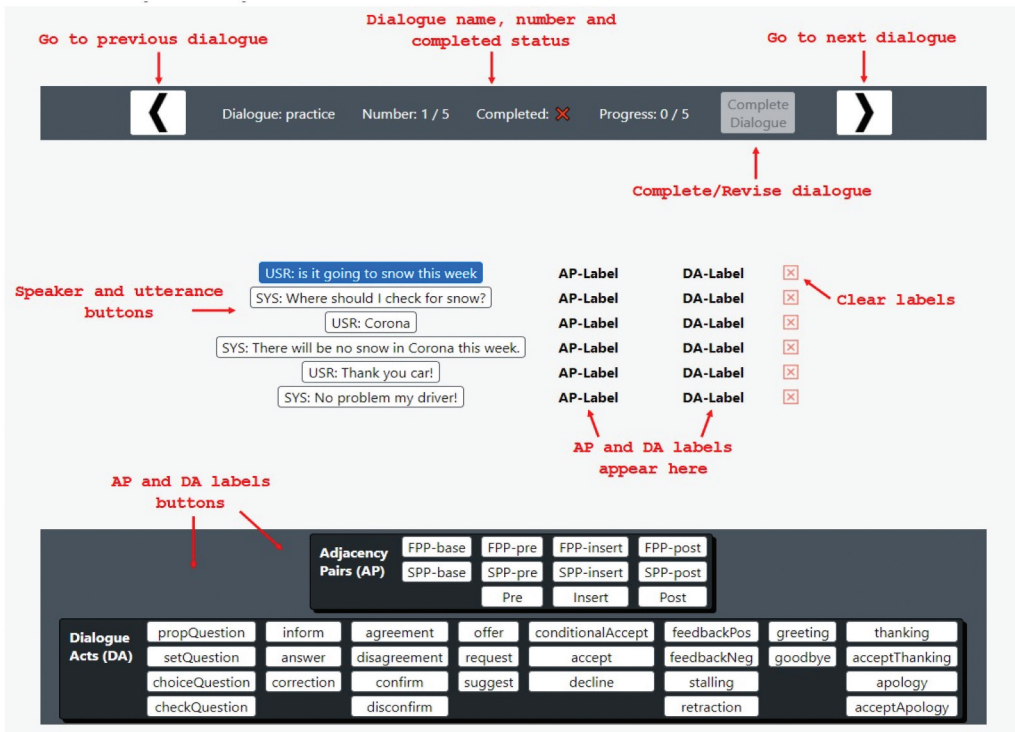 Dialogue name, number and
completed status
Go to previous dialogue
Go to next dialogue
❰ Dialogue: practice Number: 1 / 5 Completed: ❌ Progress: 0 / 5 Complete Dialogue ❱
Complete/Revise dialogue
USR: is it going to snow this week AP-Label DA-Label
SYS: Where should I check for snow? AP-Label DA-Label
USR: Corona AP-Label DA-Label
SYS: There will be no snow in Corona this week. AP-Label DA-Label
USR: Thank you car! AP-Label DA-Label
SYS: No problem my driver! AP-Label DA-Label
Speaker and utterance
buttons
Clear labels
AP and DA labels
appear here
AP and DA labels
buttons
Adjacency
Pairs (AP)
FPP-base FPP-pre FPP-insert FPP-post
SPP-base SPP-pre SPP-insert SPP-post
Pre Insert Post
Dialogue
Acts (DA)
propQuestion inform agreement offer conditionalAccept feedbackPos greeting thanking
setQuestion answer disagreement request accept feedbackNeg goodbye acceptThanking
choiceQuestion correction confirm suggest decline stalling apology
checkQuestion disconfirm retraction acceptApology